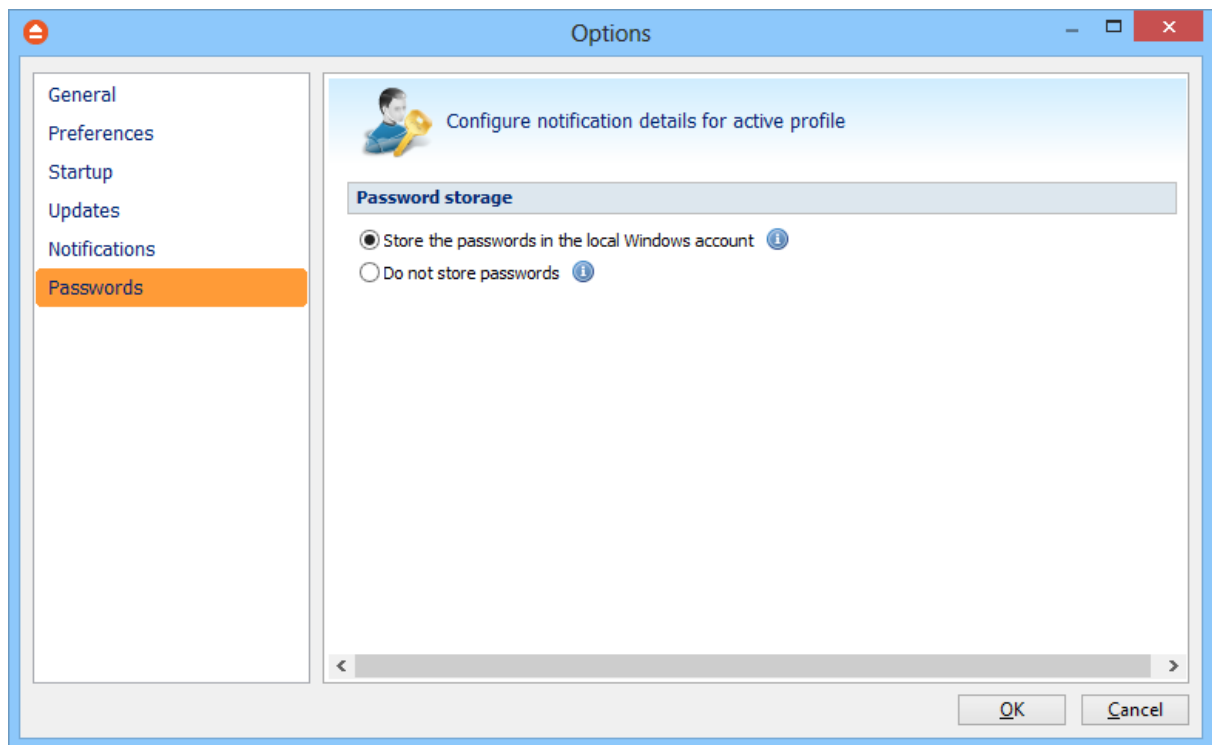 Options
General
Preferences
Startup
Updates
Notifications
Passwords
Configure notification details for active profile
Password storage
Store the passwords in the local Windows account
Do not store passwords
OK
Cancel